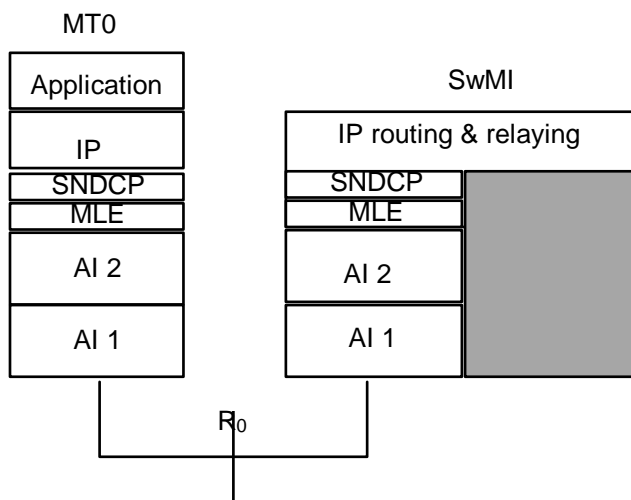 MT0
Application
IP
SNDCP
MLE
AI 2
AI 1
SwMI
IP routing & relaying
SNDCP
MLE
AI 2
AI 1
R₀